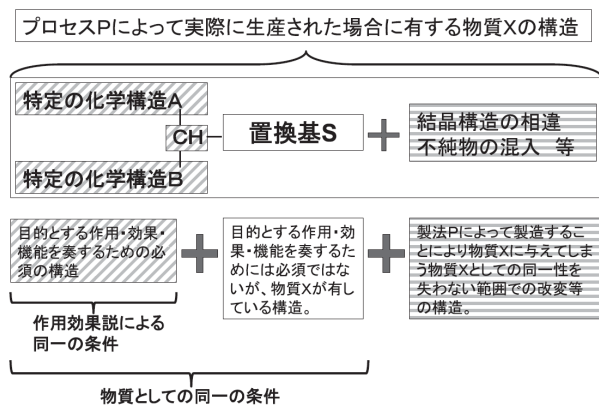 プロセスPによって実際に生産された場合に有する物質Xの構造
特定の化学構造A
CH
置換基S
特定の化学構造B
結晶構造の相違
不純物の混入 等
目的とする作用・効果・
機能を奏するための必
須の構造
目的とする作用・効
果・機能を奏するた
めには必須ではな
いが、物質Xが有し
ている構造。
製法Pによって製造するこ
とにより物質Xに与えてしま
う物質Xとしての同一性を
失わない範囲での改変等
の構造。
作用効果説による
同一の条件
物質としての同一の条件